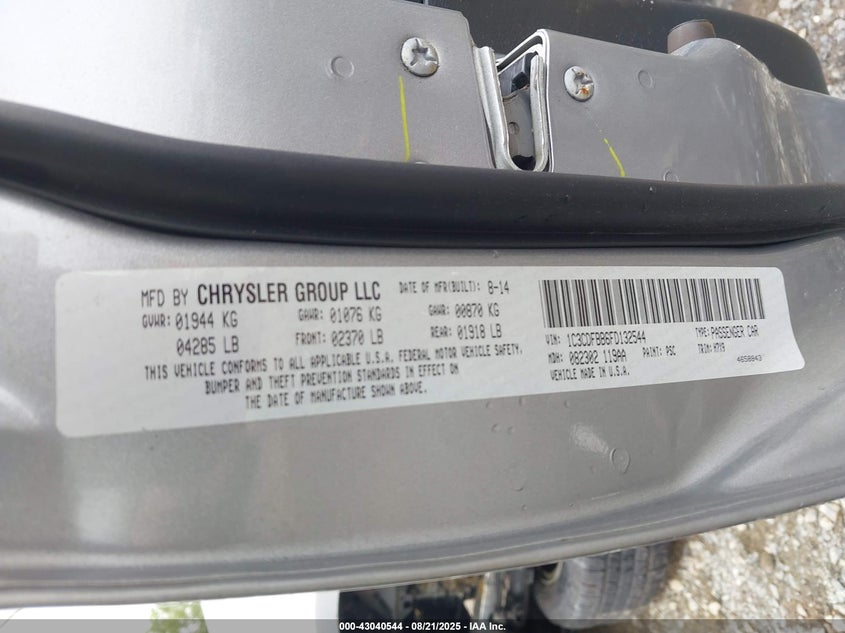 MFD BY CHRYSLER GROUP LLC DATE OF MFR(BUILT): 8-14
GVWR: 01944 KG GAWR: 01076 KG GAWR: 00870 KG
04285 LB FRONT: 02370 LB REAR: 01918 LB
THIS VEHICLE CONFORMS TO ALL APPLICABLE U.S.A. FEDERAL MOTOR VEHICLE SAFETY,
BUMPER AND THEFT PREVENTION STANDARDS IN EFFECT ON
THE DATE OF MANUFACTURE SHOWN ABOVE.
VIN: 1C3CDFBB6FD132544 TYPE: PASSENGER CAR
MDH: 082302 119AA PAINT: PSC TRIM: H7X9
VEHICLE MADE IN U.S.A. 4658843
000-43040544 - 08/21/2025 - IAA Inc.